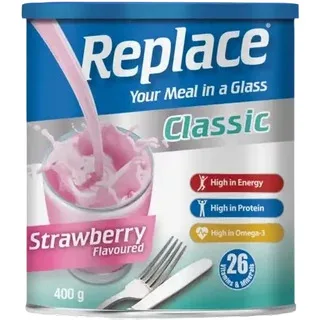 Replace®
Your Meal in a Glass
Classic
High in Energy
High in Protein
High in Omega-3
Strawberry
Flavoured
26
Vitamins & Minerals
400 g